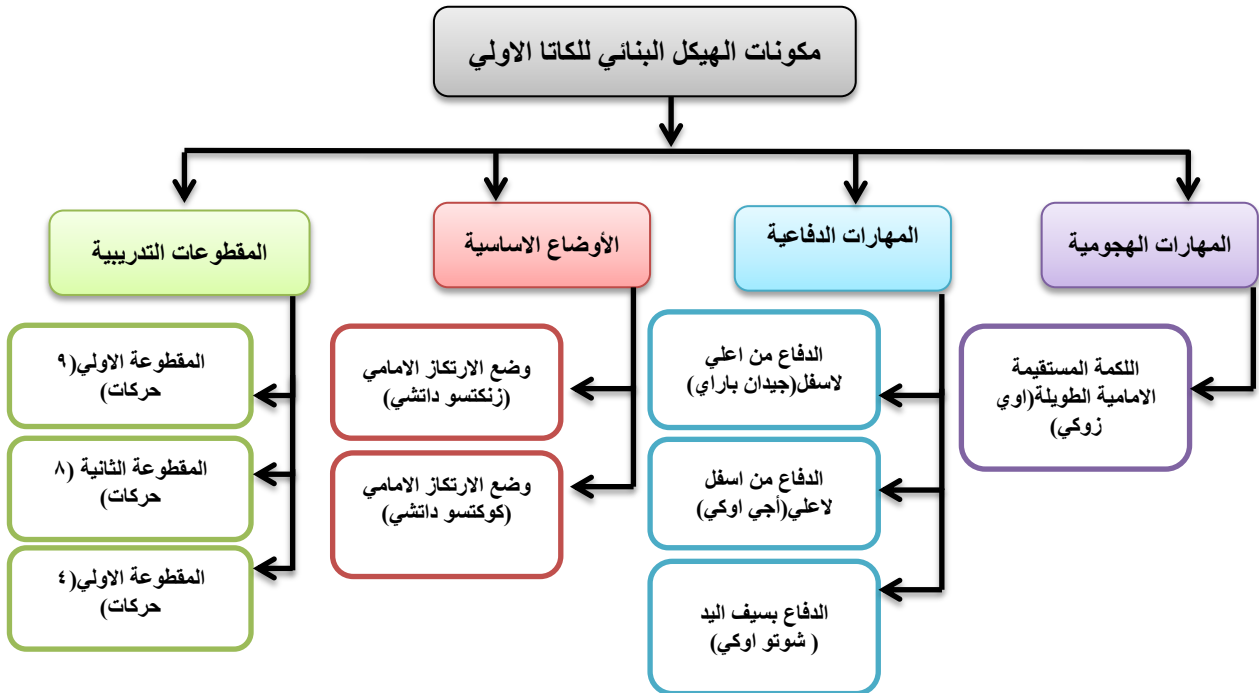 مكونات الهيكل البنائي للكاتا الاولي
المهارات الهجومية
المهارات الدفاعية
الأوضاع الاساسية
المقطوعات التدريبية
اللكمة المستقيمة
الامامية الطويلة(اوي
زوكي)
الدفاع من اعلي
لاسفل(جيدان باراي)
الدفاع من اسفل
لاعلي(أجي اوكي)
الدفاع بسيف اليد
( شوتو اوكي)
وضع الارتكاز الامامي
(زنكتسو داتشي)
وضع الارتكاز الامامي
(كوكتسو داتشي)
المقطوعة الاولي(٩
حركات)
المقطوعة الثانية (٨
حركات)
المقطوعة الاولي(٤
حركات)